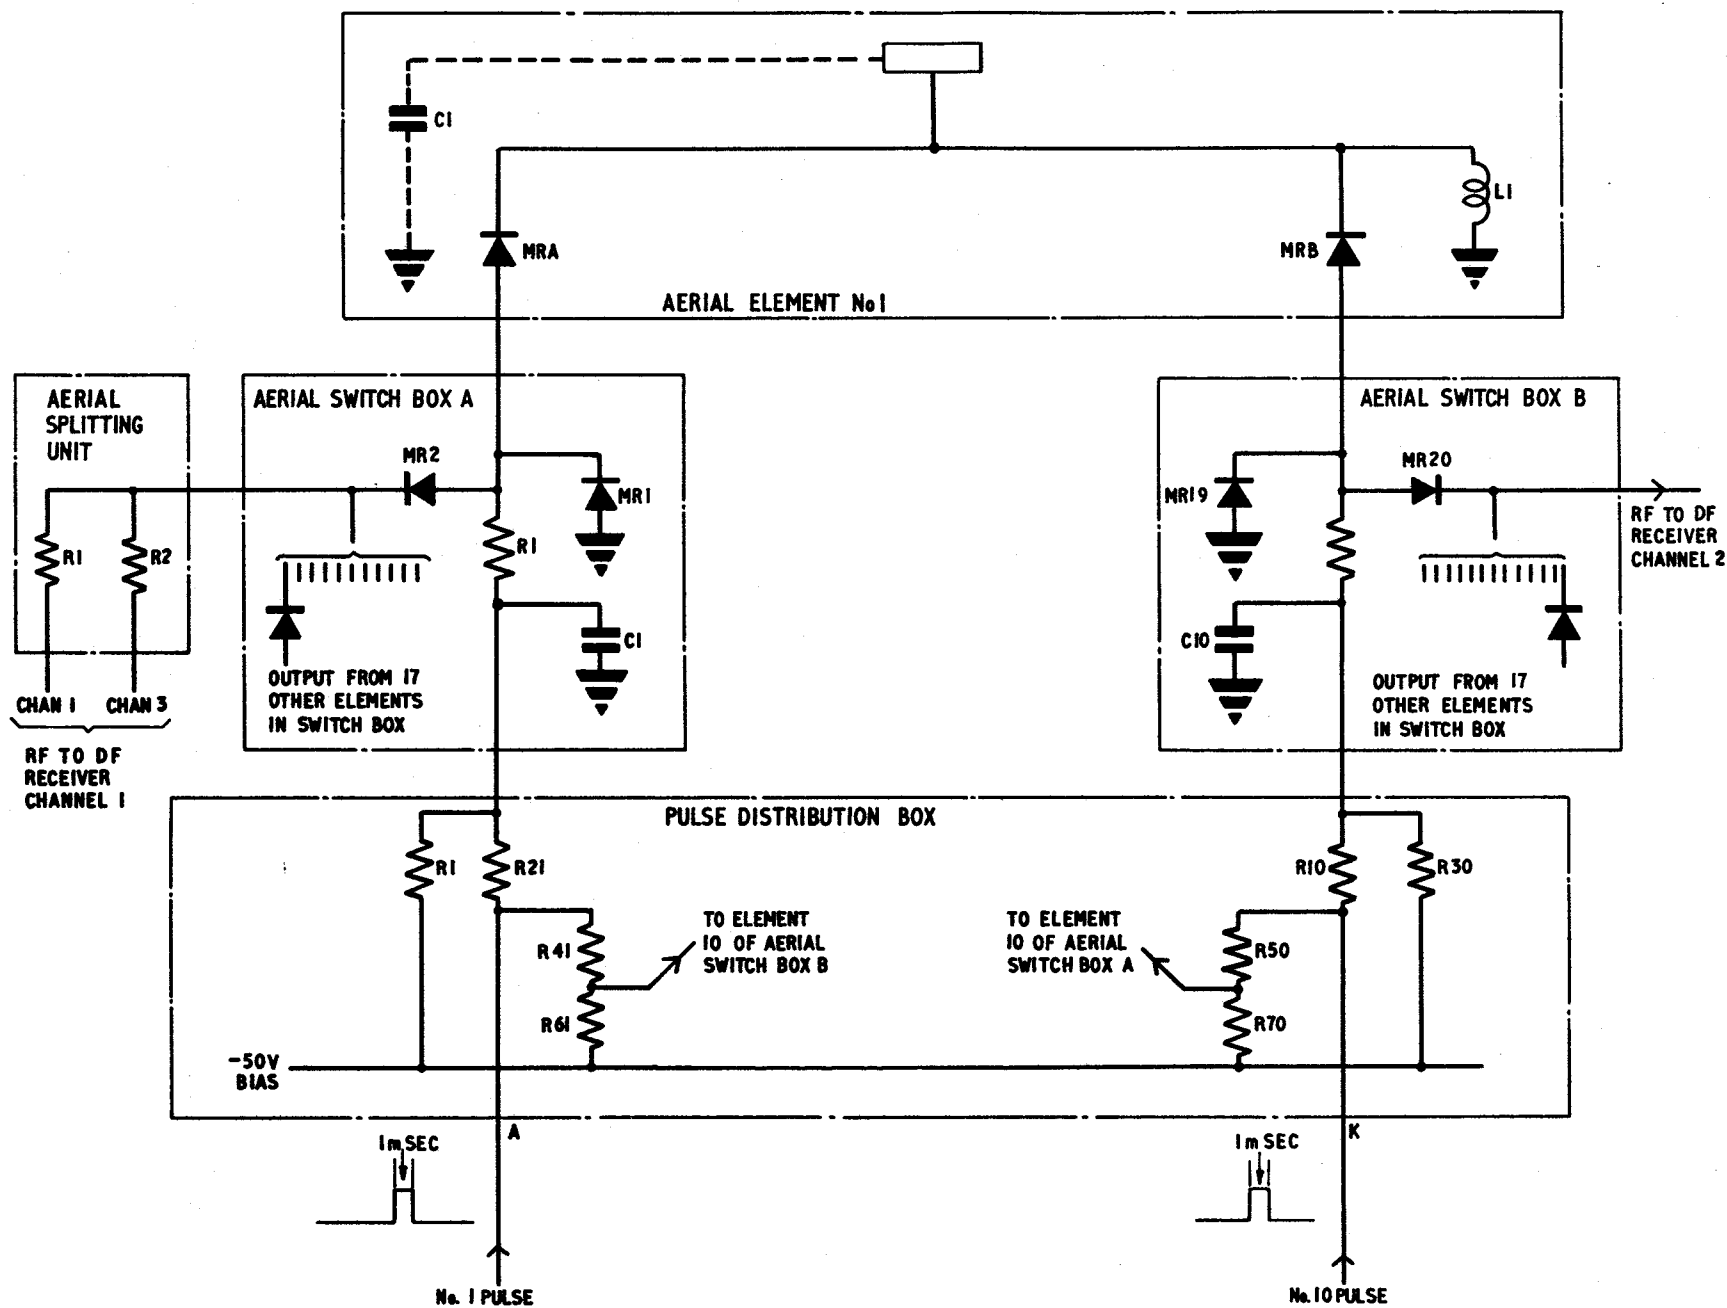 C1
L1
MRA
MRB
AERIAL ELEMENT No 1
AERIAL
SPLITTING
UNIT
R1
R2
CHAN 1
CHAN 3
RF TO DF
RECEIVER
CHANNEL 1
AERIAL SWITCH BOX A
MR2
MR1
R1
C1
OUTPUT FROM 17
OTHER ELEMENTS
IN SWITCH BOX
AERIAL SWITCH BOX B
MR20
MR19
C10
OUTPUT FROM 17
OTHER ELEMENTS
IN SWITCH BOX
RF TO DF
RECEIVER
CHANNEL 2
PULSE DISTRIBUTION BOX
R1
R21
R10
R30
R41
R61
TO ELEMENT
10 OF AERIAL
SWITCH BOX B
TO ELEMENT
10 OF AERIAL
SWITCH BOX A
R50
R70
-50V
BIAS
A
K
1mSEC
1mSEC
No. 1 PULSE
No. 10 PULSE